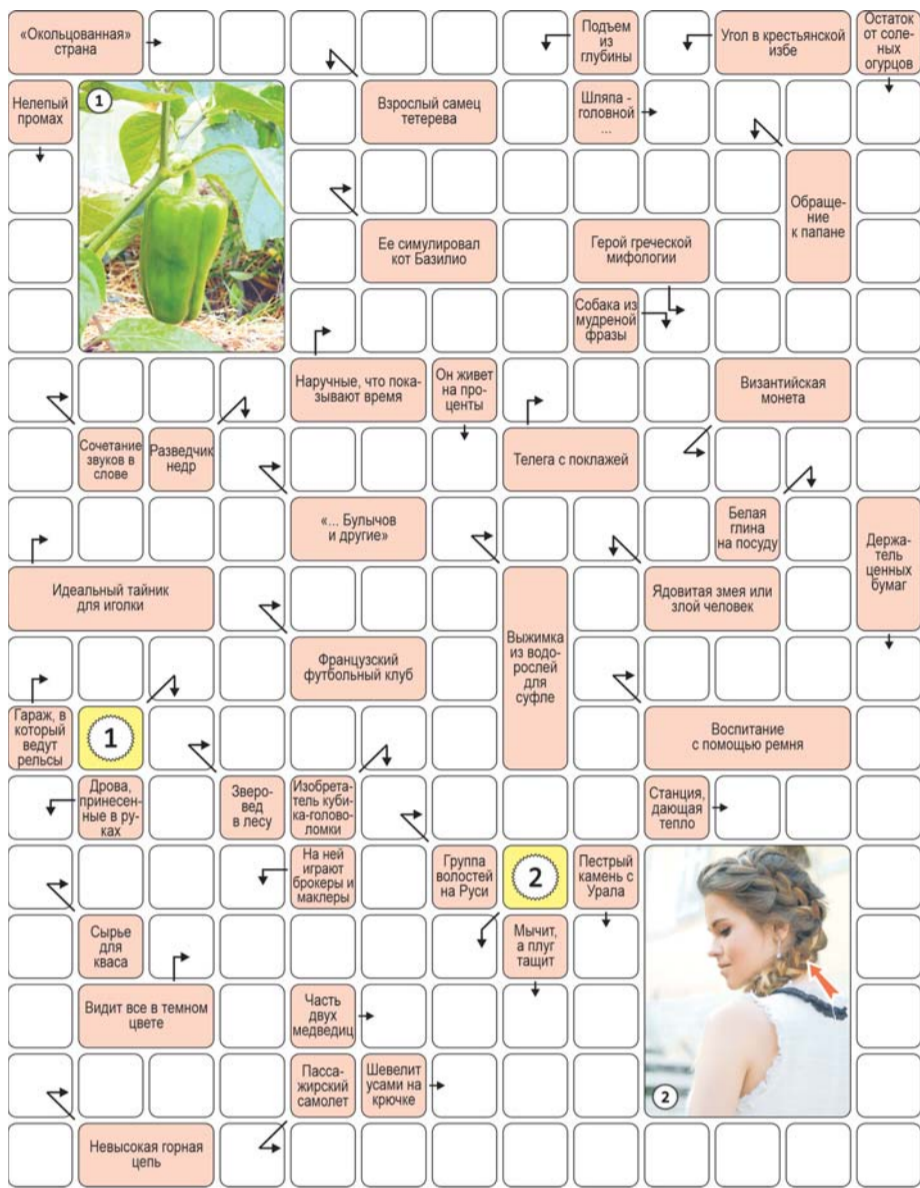 «Окольцованная»
страна
Подъем
из
глубины
Угол в крестьянской
избе
Остаток
от соле-
ных
огурцов
Нелепый
промах
1
Взрослый самец
тетерева
Шляпа -
головной
...
Обраще-
ние
к папане
Ее симулировал
кот Базилио
Герой греческой
мифологии
Собака из
мудреной
фразы
Наручные, что пока-
зывают время
Он живет
на про-
центы
Византийская
монета
Сочетание
звуков в
слове
Разведчик
недр
Телега с поклажей
«... Булычов
и другие»
Белая
глина
на посуду
Держа-
тель
ценных
бумаг
Идеальный тайник
для иголки
Выжимка
из водо-
рослей
для
суфле
Ядовитая змея или
злой человек
Французский
футбольный клуб
Гараж, в
который
ведут
рельсы
1
Воспитание
с помощью ремня
Дрова,
принесен-
ные в ру-
ках
Зверо-
вед
в лесу
Изобрета-
тель куби-
ка-голово-
ломки
Станция,
дающая
тепло
На ней
играют
брокеры и
маклеры
Группа
волостей
на Руси
2
Пестрый
камень с
Урала
Сырье
для
кваса
Мычит,
а плуг
тащит
Видит все в темном
цвете
Часть
двух
медведиц
Пасса-
жирский
самолет
Шевелит
усами на
крючке
2
Невысокая горная
цепь